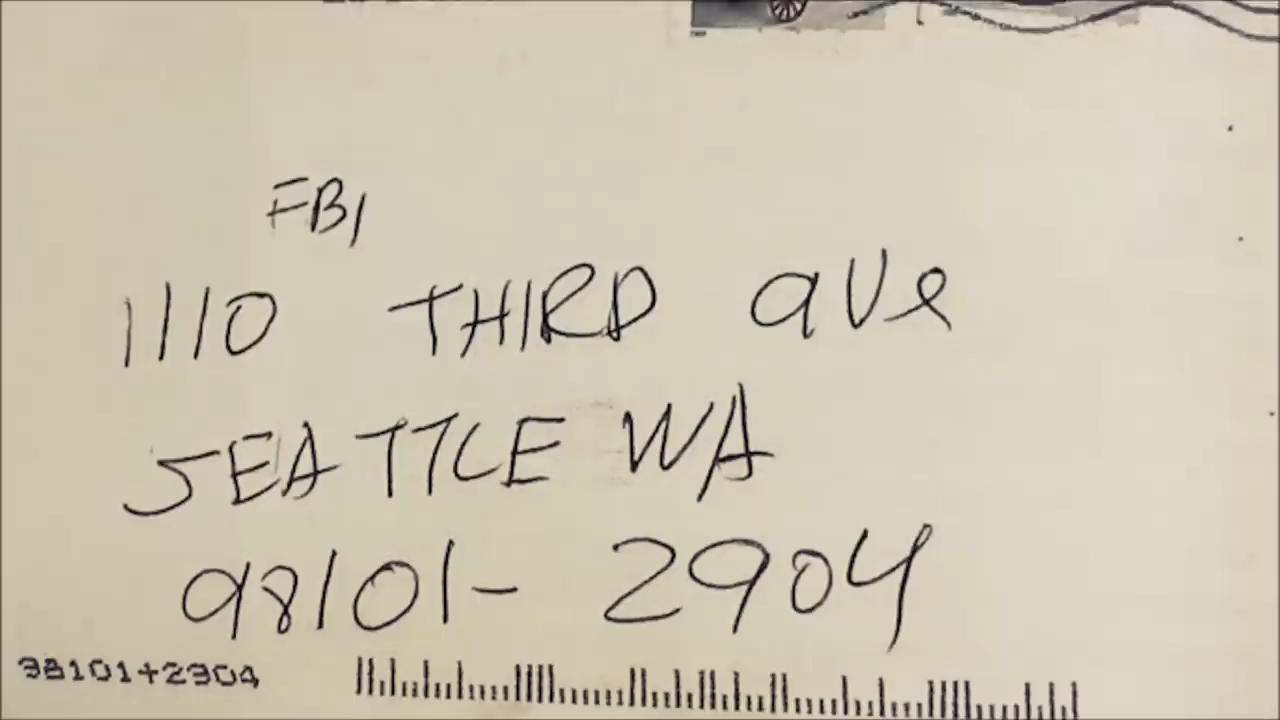 FBI
1110 THIRD ave
SEATTLE WA
98101- 2904
98101+2904